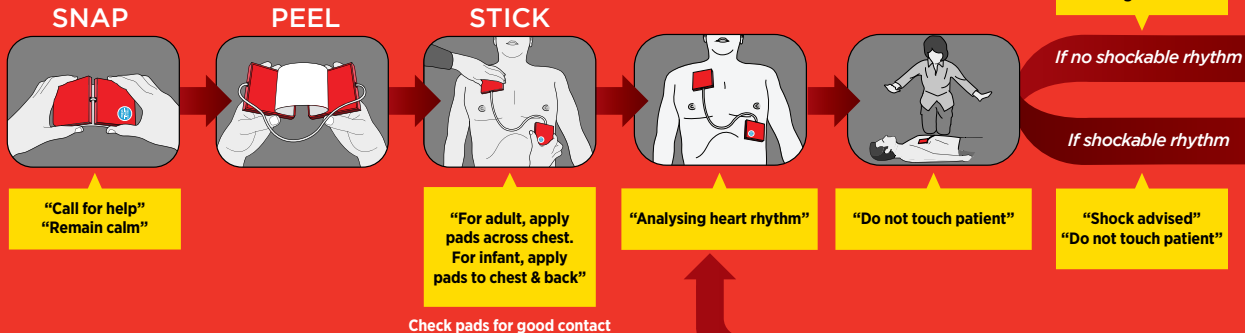 SNAP
PEEL
STICK
If no shockable rhythm
If shockable rhythm
“Call for help”
“Remain calm”
“For adult, apply
pads across chest.
For infant, apply
pads to chest & back”
“Analysing heart rhythm”
“Do not touch patient”
“Shock advised”
“Do not touch patient”
Check pads for good contact